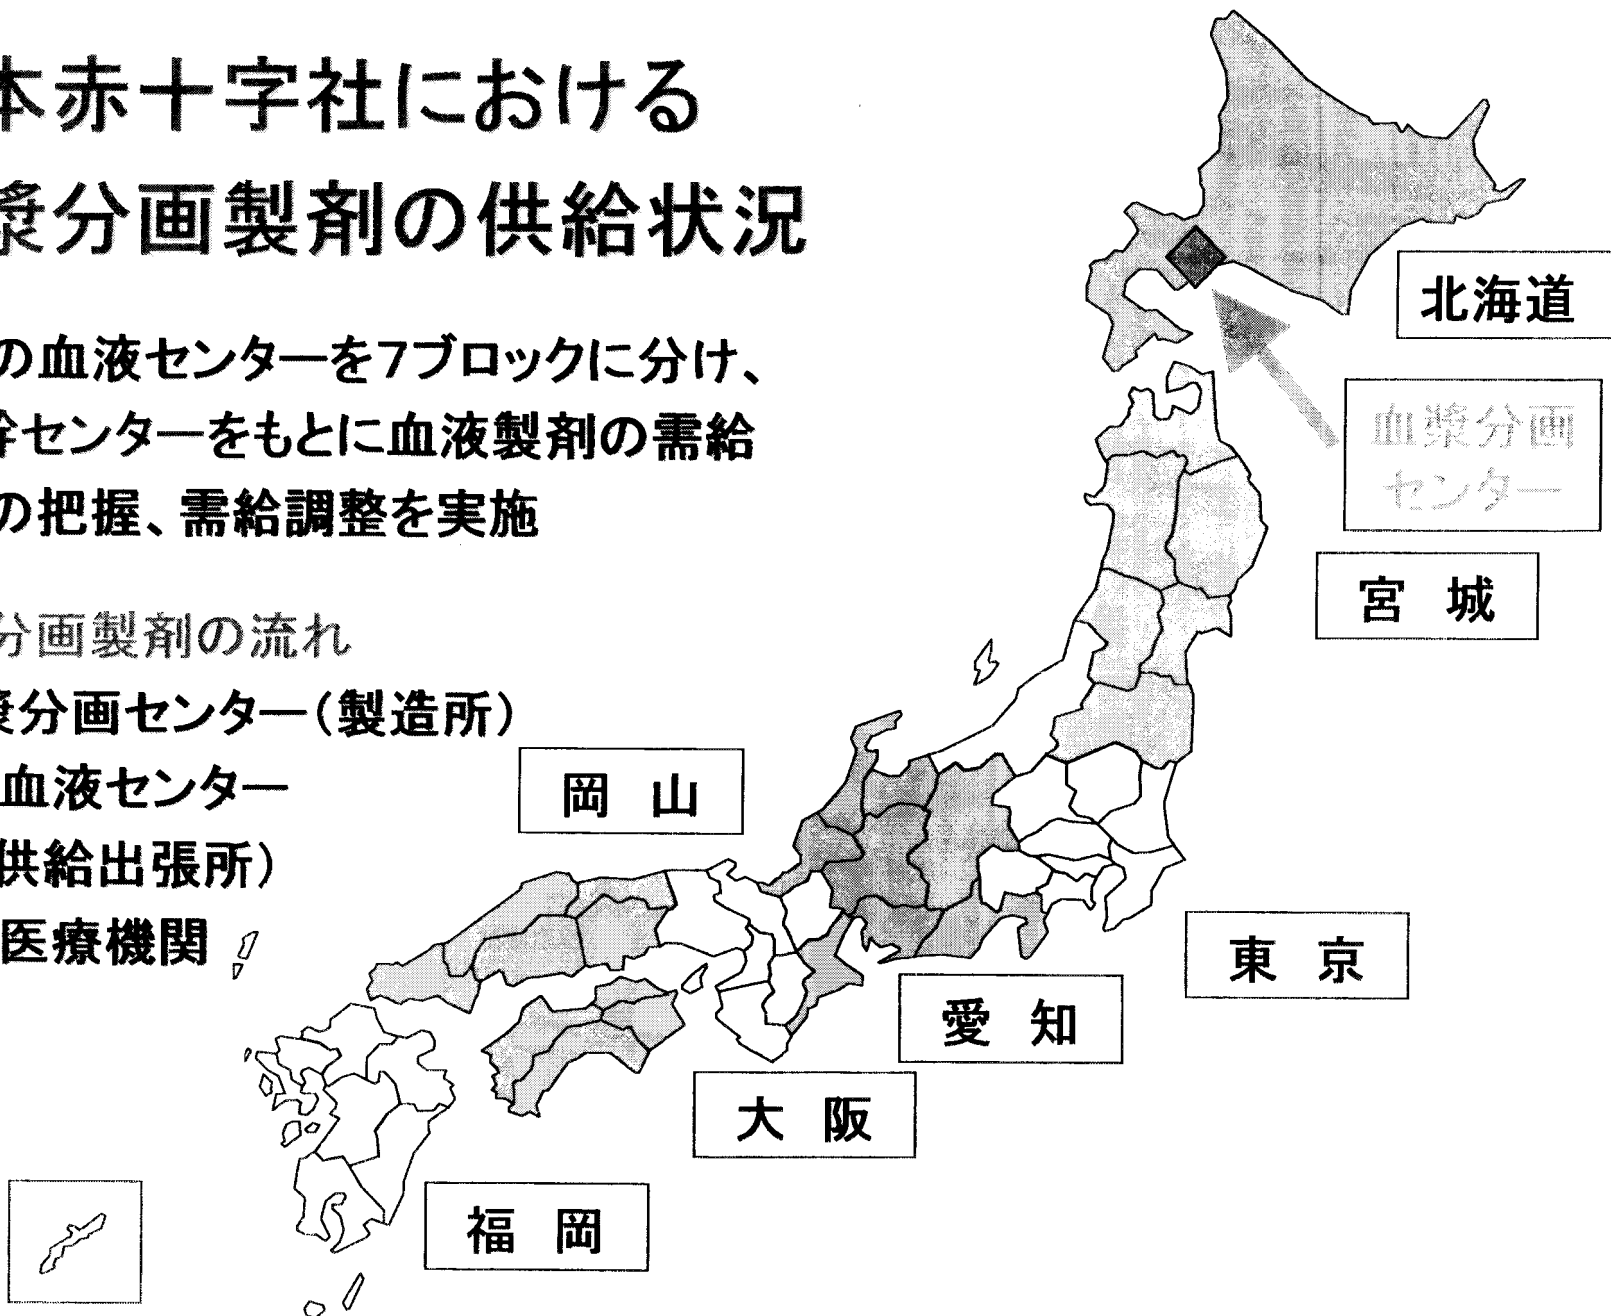 本赤十字社における
漿分画製剤の供給状況
の血液センターを7ブロックに分け、
幹センターをもとに血液製剤の需給
の把握、需給調整を実施
分画製剤の流れ
漿分画センター(製造所)
血液センター
供給出張所)
医療機関
北海道
血漿分画
センター
宮 城
岡 山
東 京
愛 知
大 阪
福 岡